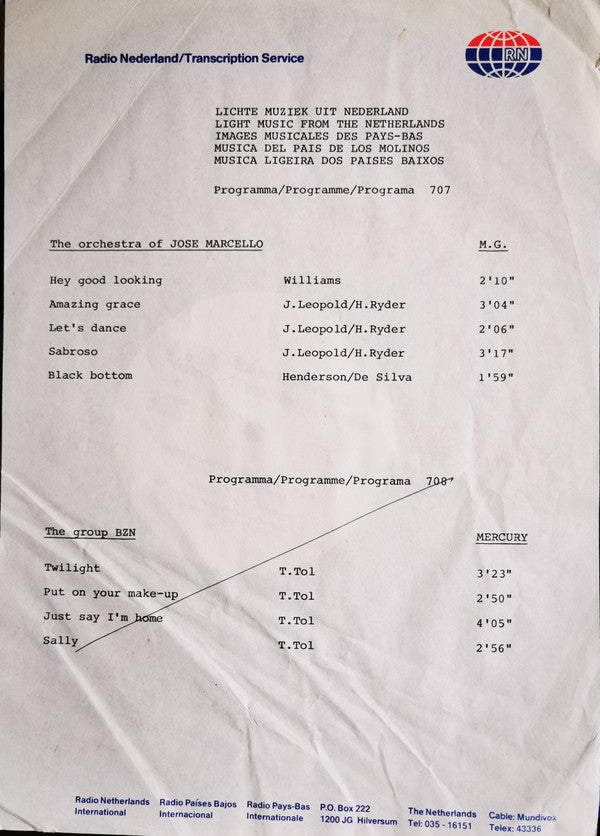 Radio Nederland/Transcription Service
RN
LICHTE MUZIEK UIT NEDERLAND
LIGHT MUSIC FROM THE NETHERLANDS
IMAGES MUSICALES DES PAYS-BAS
MUSICA DEL PAIS DE LOS MOLINOS
MUSICA LIGEIRA DOS PAISES BAIXOS
Programma/Programme/Programa 707
The orchestra of JOSE MARCELLO M.G.
Hey good looking Williams 2'10"
Amazing grace J.Leopold/H.Ryder 3'04"
Let's dance J.Leopold/H.Ryder 2'06"
Sabroso J.Leopold/H.Ryder 3'17"
Black bottom Henderson/De Silva 1'59"
Programma/Programme/Programa 708
The group BZN MERCURY
Twilight T.Tol 3'23"
Put on your make-up T.Tol 2'50"
Just say I'm home T.Tol 4'05"
Sally T.Tol 2'56"
Radio Netherlands Radio Países Bajos Radio Pays-Bas P.O. Box 222 The Netherlands Cable: Mundivox
International Internacional Internationale 1200 JG Hilversum Tel: 035 - 16151 Telex: 43336